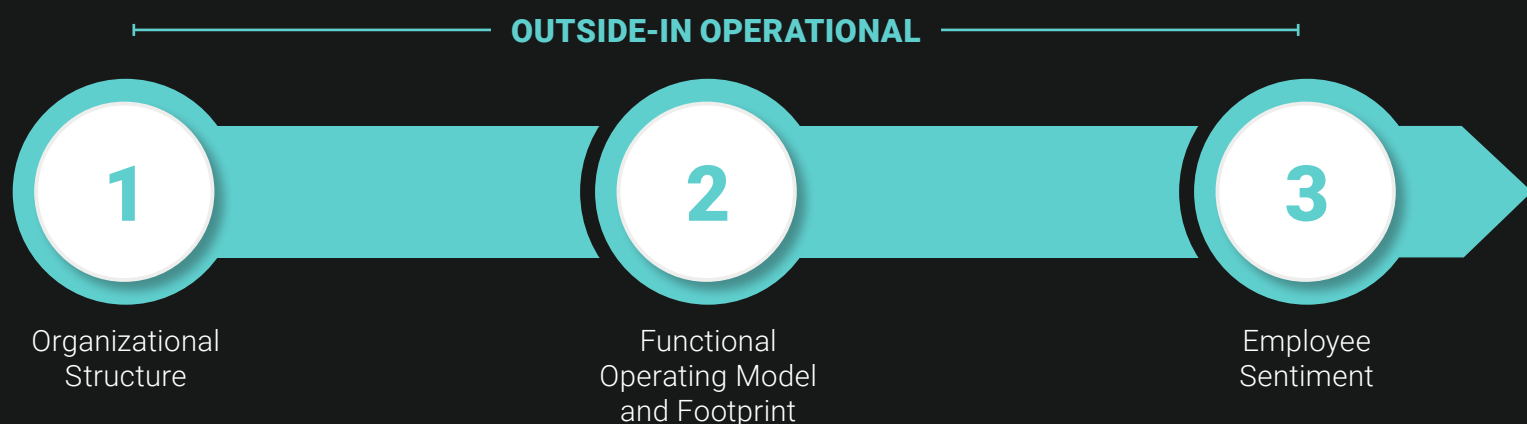 OUTSIDE-IN OPERATIONAL
1
2
3
Organizational
Structure
Functional
Operating Model
and Footprint
Employee
Sentiment